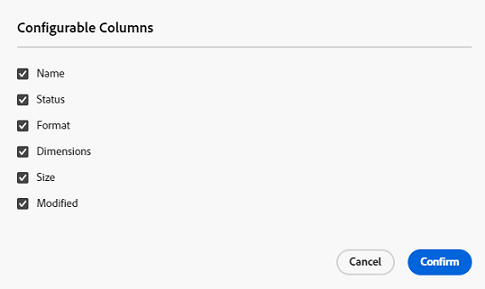 Configurable Columns
Name
Status
Format
Dimensions
Size
Modified
Cancel
Confirm